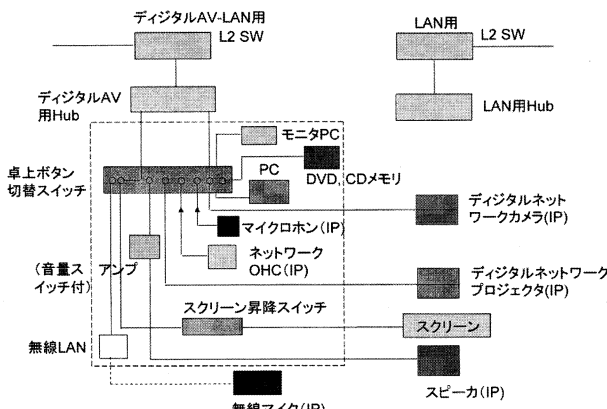 ディジタルAV-LAN用
L2 SW
LAN用
L2 SW
ディジタルAV
用Hub
LAN用Hub
モニタPC
卓上ボタン
切替スイッチ
PC
DVD, CDメモリ
ディジタルネット
ワークカメラ(IP)
マイクロホン(IP)
ネットワーク
OHC(IP)
(音量ス アンプ
イッチ付)
ディジタルネットワーク
プロジェクタ(IP)
スクリーン昇降スイッチ
スクリーン
無線LAN
スピーカ(IP)
無線マイク(IP)